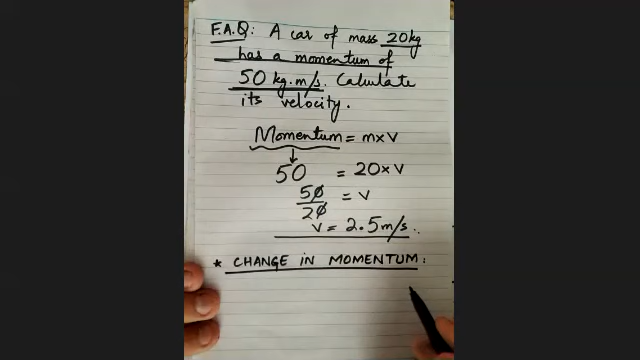 F.A.Q: A car of mass 20kg
has a momentum of
50 kg.m/s. Calculate
its velocity.
Momentum = m×V
50 = 20×V
50/20 = V
V = 2.5m/s.
* CHANGE IN MOMENTUM: